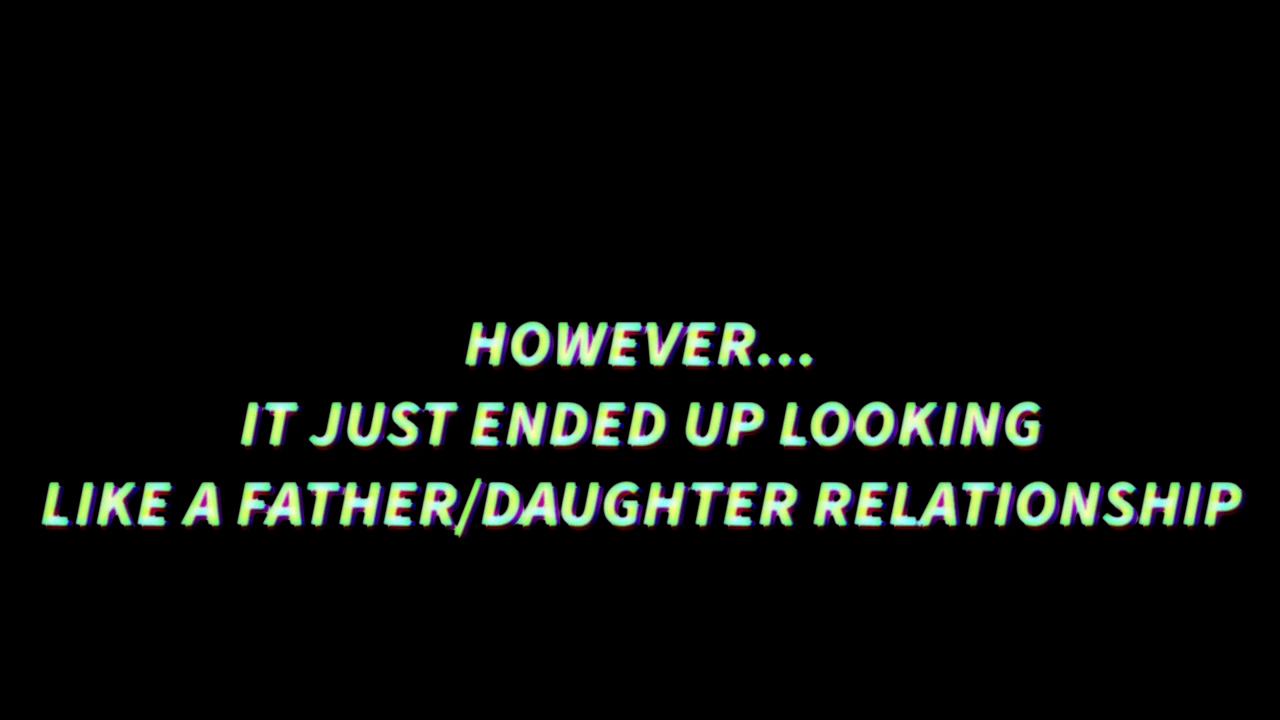 HOWEVER...
IT JUST ENDED UP LOOKING
LIKE A FATHER/DAUGHTER RELATIONSHIP